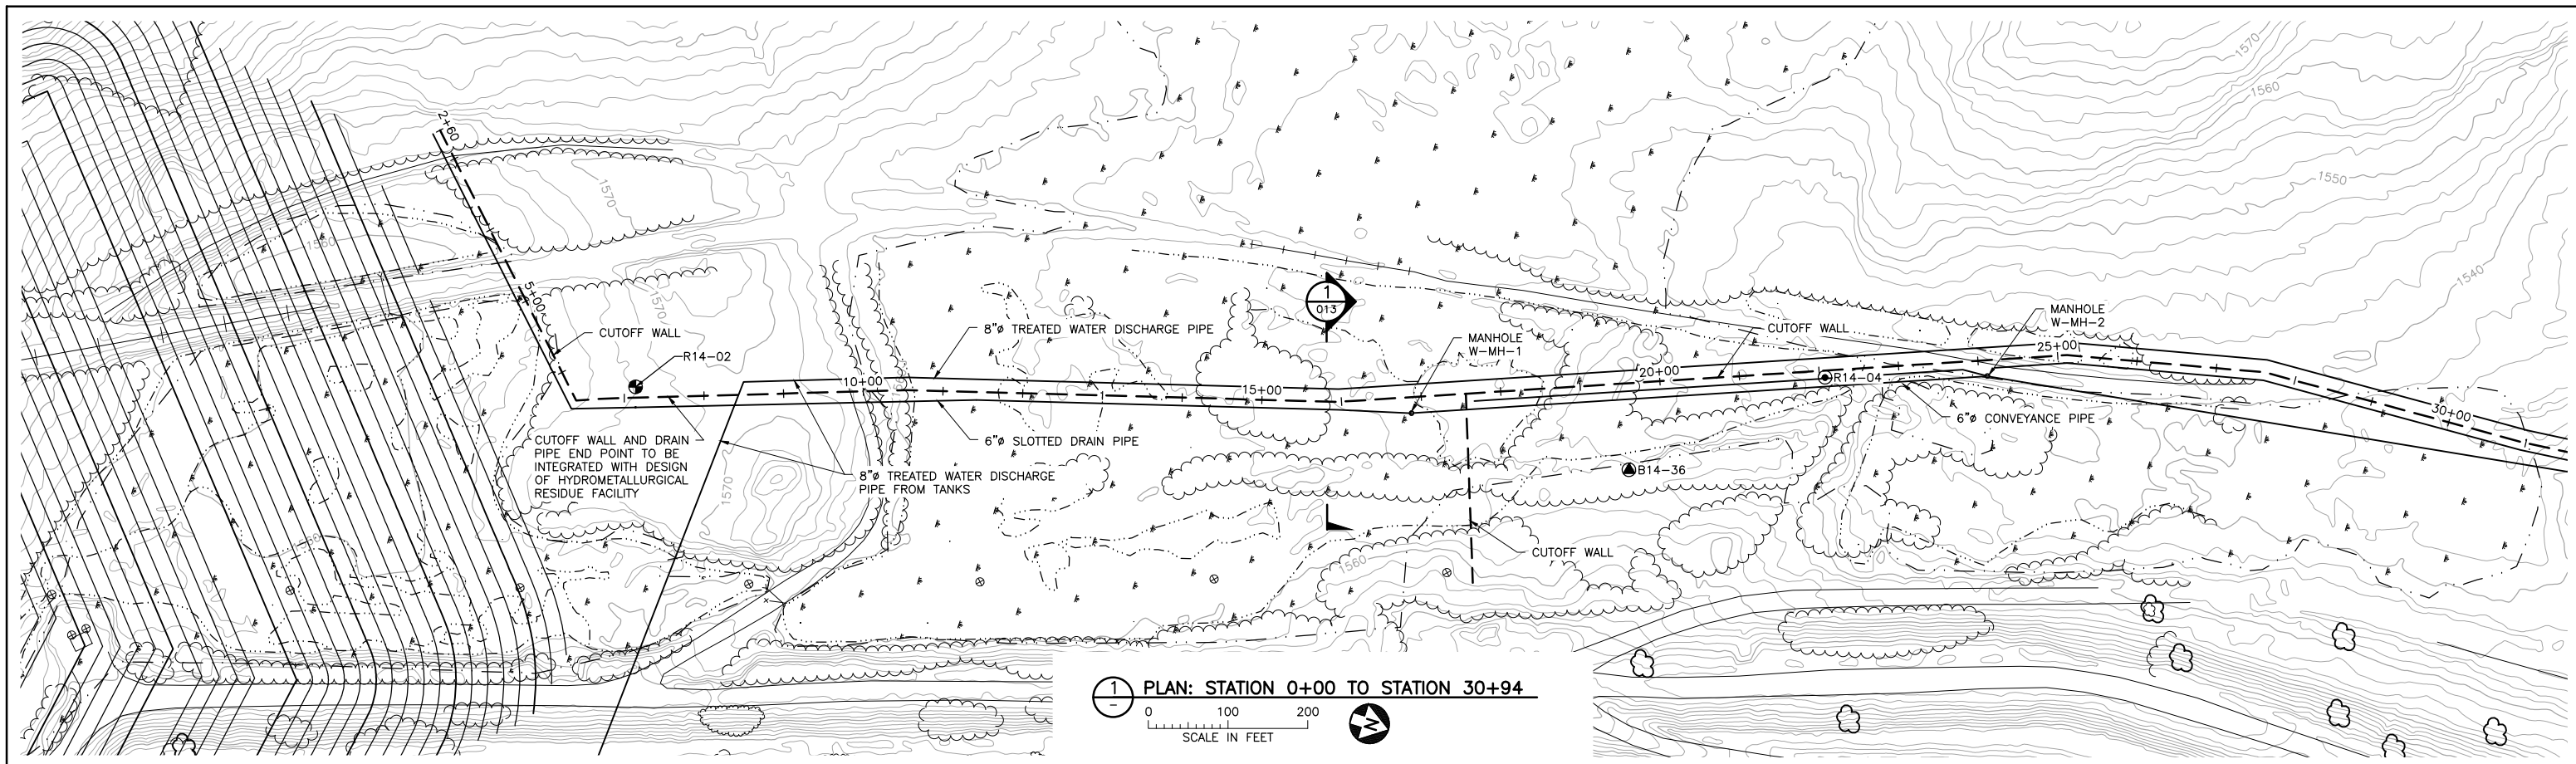 1570
1560
2+60
1570
1550
1560
1540
5+00
1570
1
013
MANHOLE
W-MH-2
CUTOFF WALL
8"ø TREATED WATER DISCHARGE PIPE
CUTOFF WALL
MANHOLE
W-MH-1
R14-02
25+00
20+00
10+00
15+00
R14-04
30+00
6"ø CONVEYANCE PIPE
CUTOFF WALL AND DRAIN
PIPE END POINT TO BE
INTEGRATED WITH DESIGN
OF HYDROMETALLURGICAL
RESIDUE FACILITY
6"ø SLOTTED DRAIN PIPE
B14-36
8"ø TREATED WATER DISCHARGE
PIPE FROM TANKS
1570
CUTOFF WALL
1560
1
-
PLAN: STATION 0+00 TO STATION 30+94
0 100 200
SCALE IN FEET
N